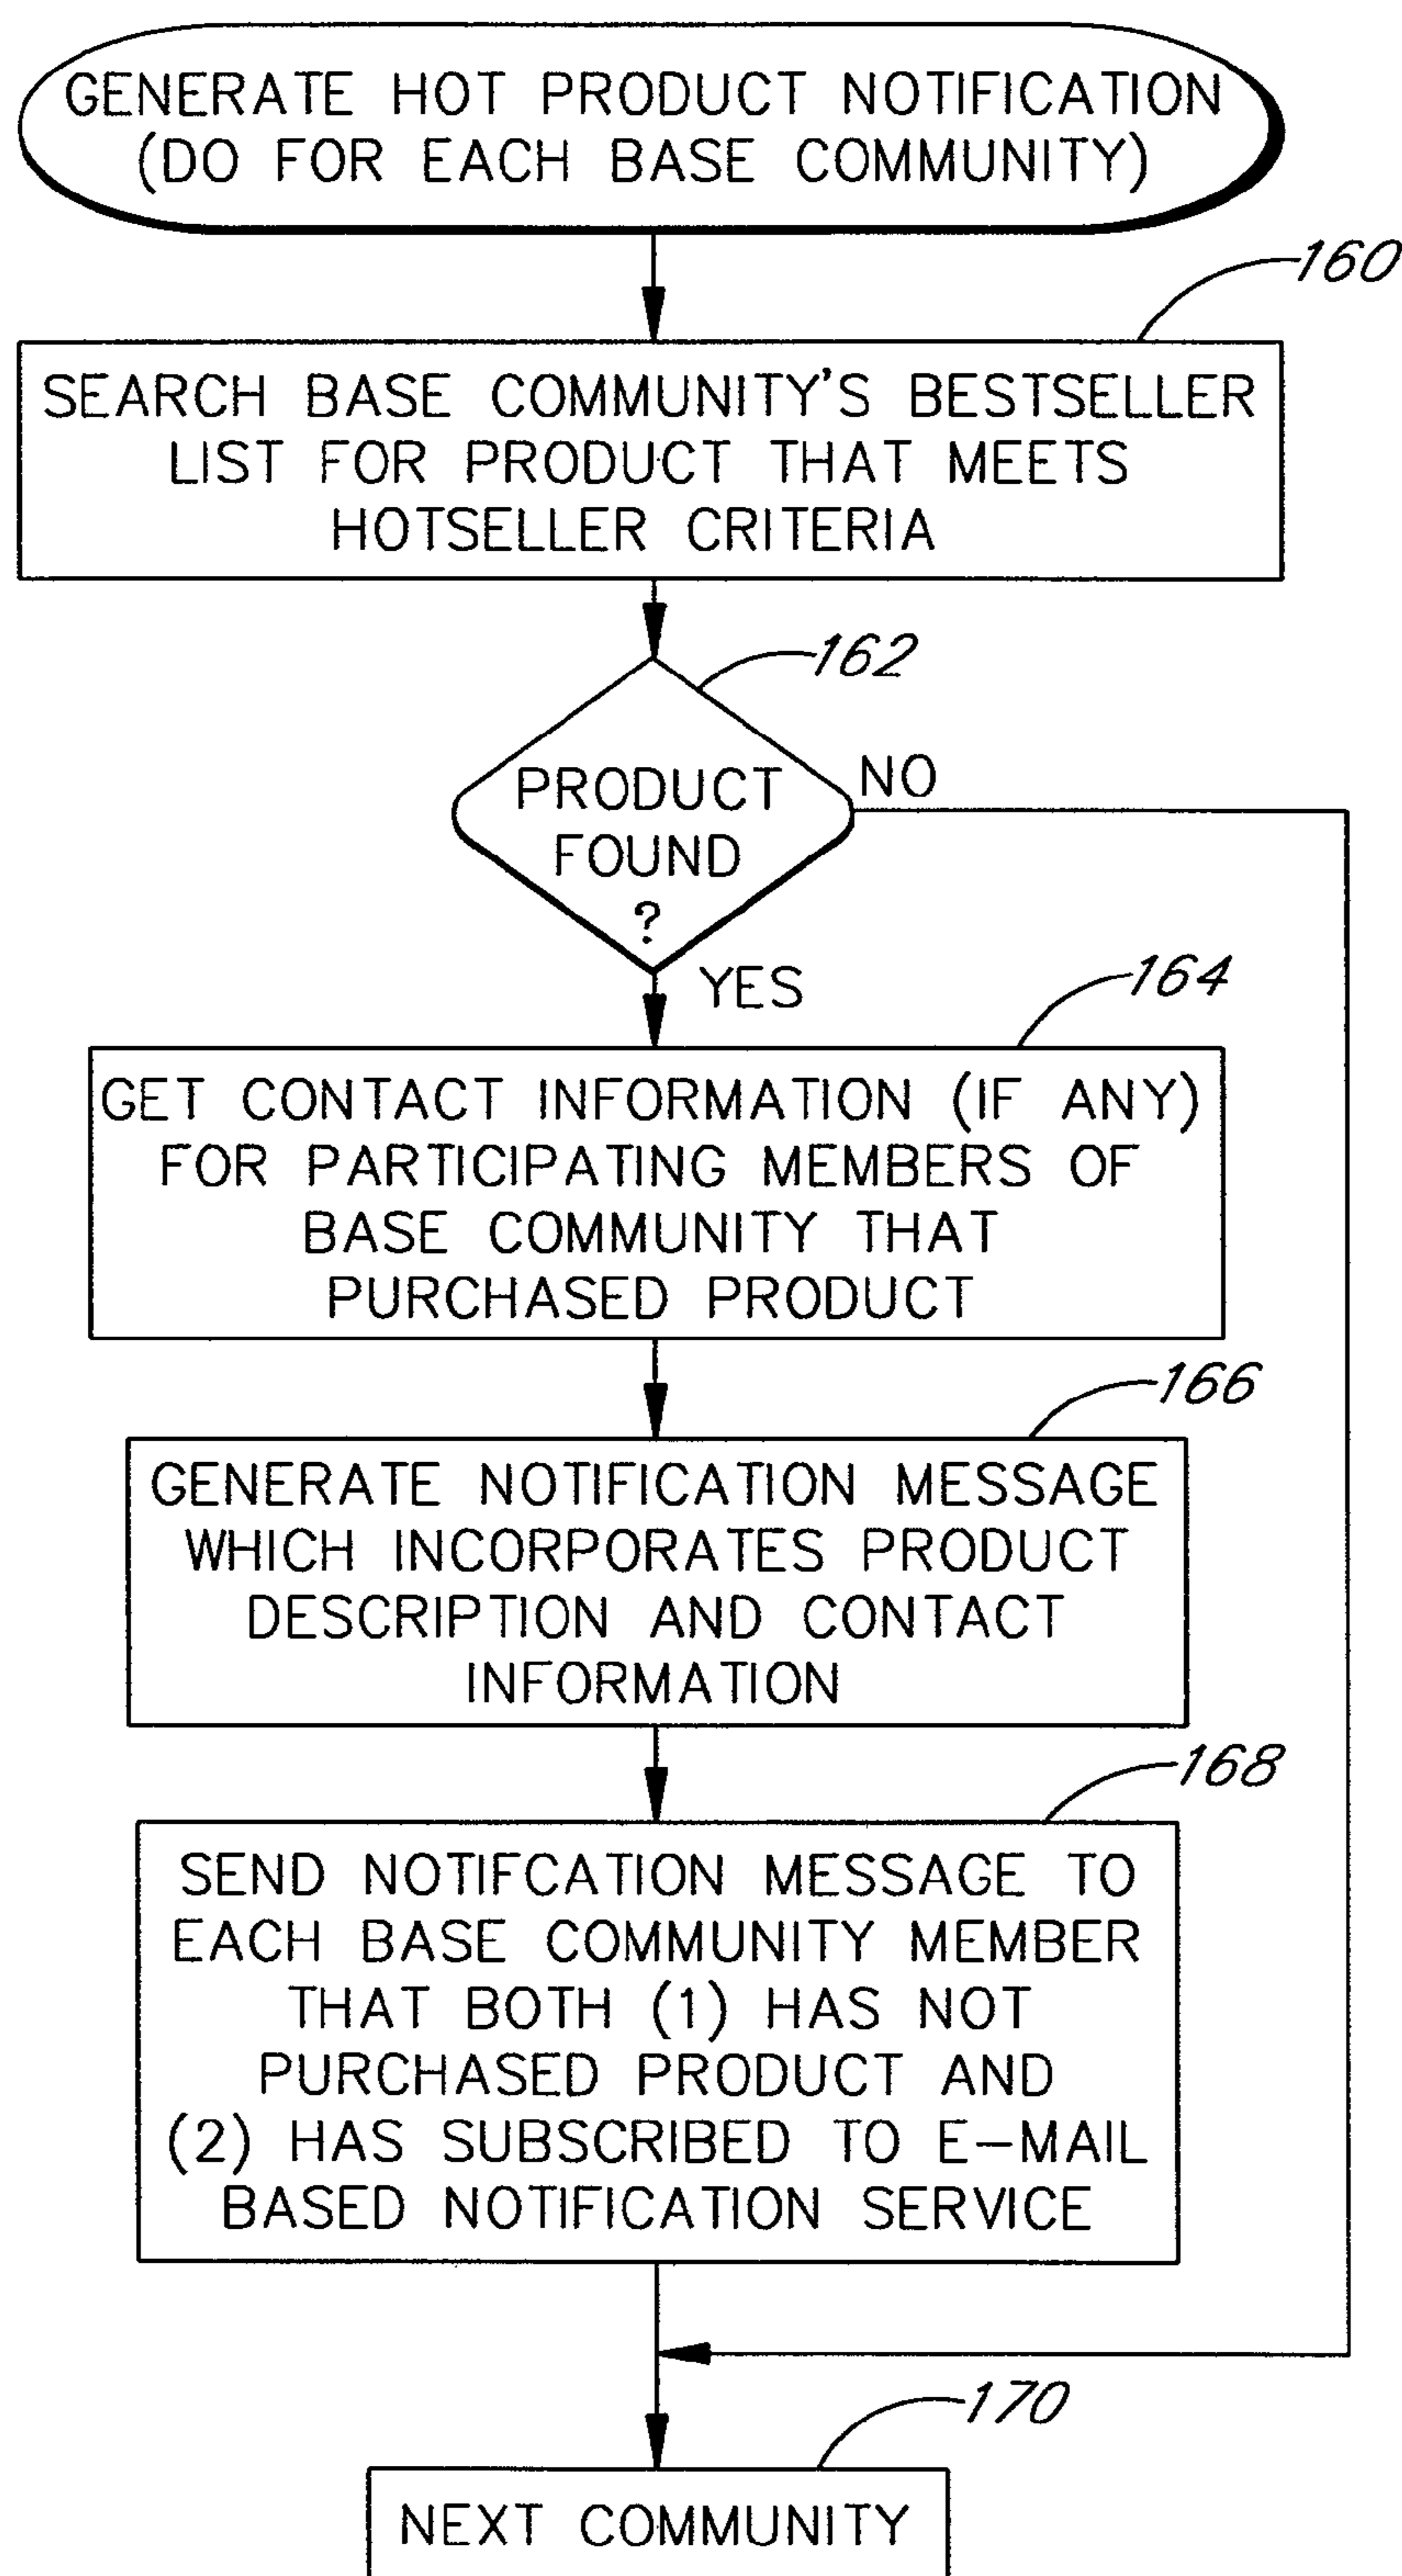 GENERATE HOT PRODUCT NOTIFICATION
(DO FOR EACH BASE COMMUNITY)
160
SEARCH BASE COMMUNITY'S BESTSELLER
LIST FOR PRODUCT THAT MEETS
HOTSELLER CRITERIA
162
PRODUCT
FOUND
?
NO
YES
164
GET CONTACT INFORMATION (IF ANY)
FOR PARTICIPATING MEMBERS OF
BASE COMMUNITY THAT
PURCHASED PRODUCT
166
GENERATE NOTIFICATION MESSAGE
WHICH INCORPORATES PRODUCT
DESCRIPTION AND CONTACT
INFORMATION
168
SEND NOTIFCATION MESSAGE TO
EACH BASE COMMUNITY MEMBER
THAT BOTH (1) HAS NOT
PURCHASED PRODUCT AND
(2) HAS SUBSCRIBED TO E-MAIL
BASED NOTIFICATION SERVICE
170
NEXT COMMUNITY